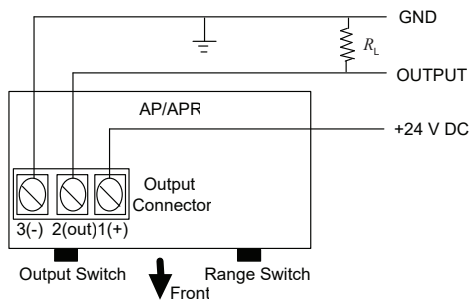 GND
R_L
OUTPUT
AP/APR
+24 V DC
Output
Connector
3(-) 2(out) 1(+)
Output Switch
Range Switch
Front